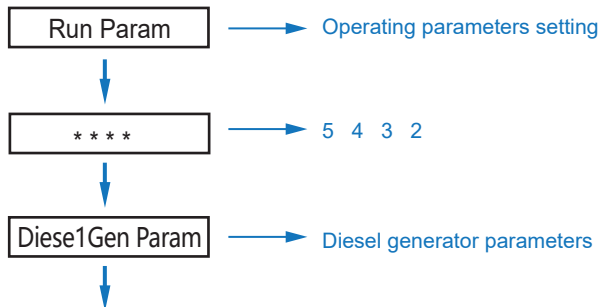 Run Param
Operating parameters setting
* * * *
5 4 3 2
Diese1Gen Param
Diesel generator parameters